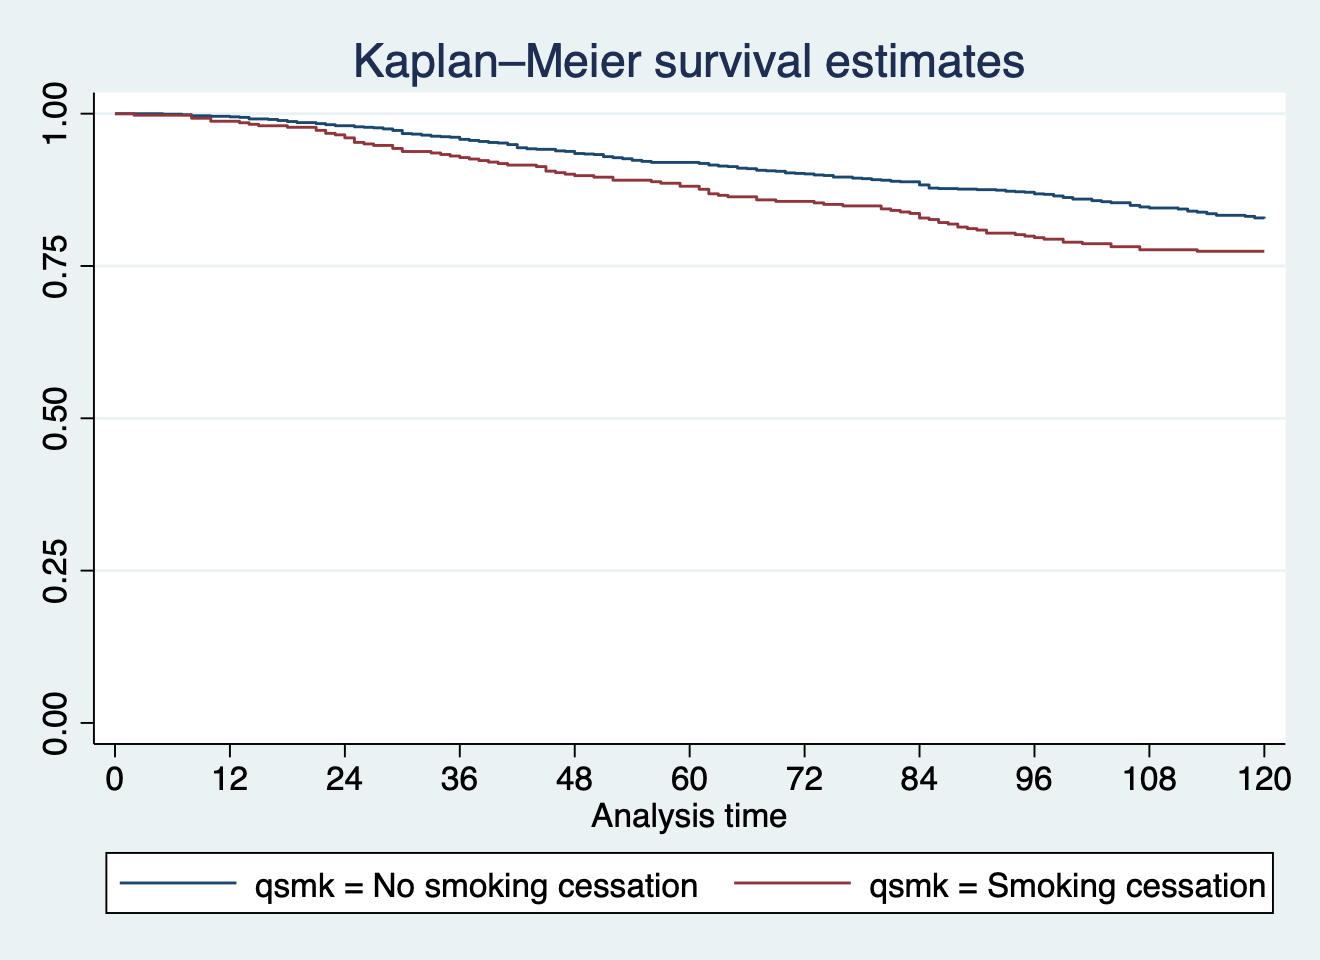 Kaplan–Meier survival estimates
1.00
0.75
0.50
0.25
0.00
0 12 24 36 48 60 72 84 96 108 120
Analysis time
qsmk = No smoking cessation qsmk = Smoking cessation